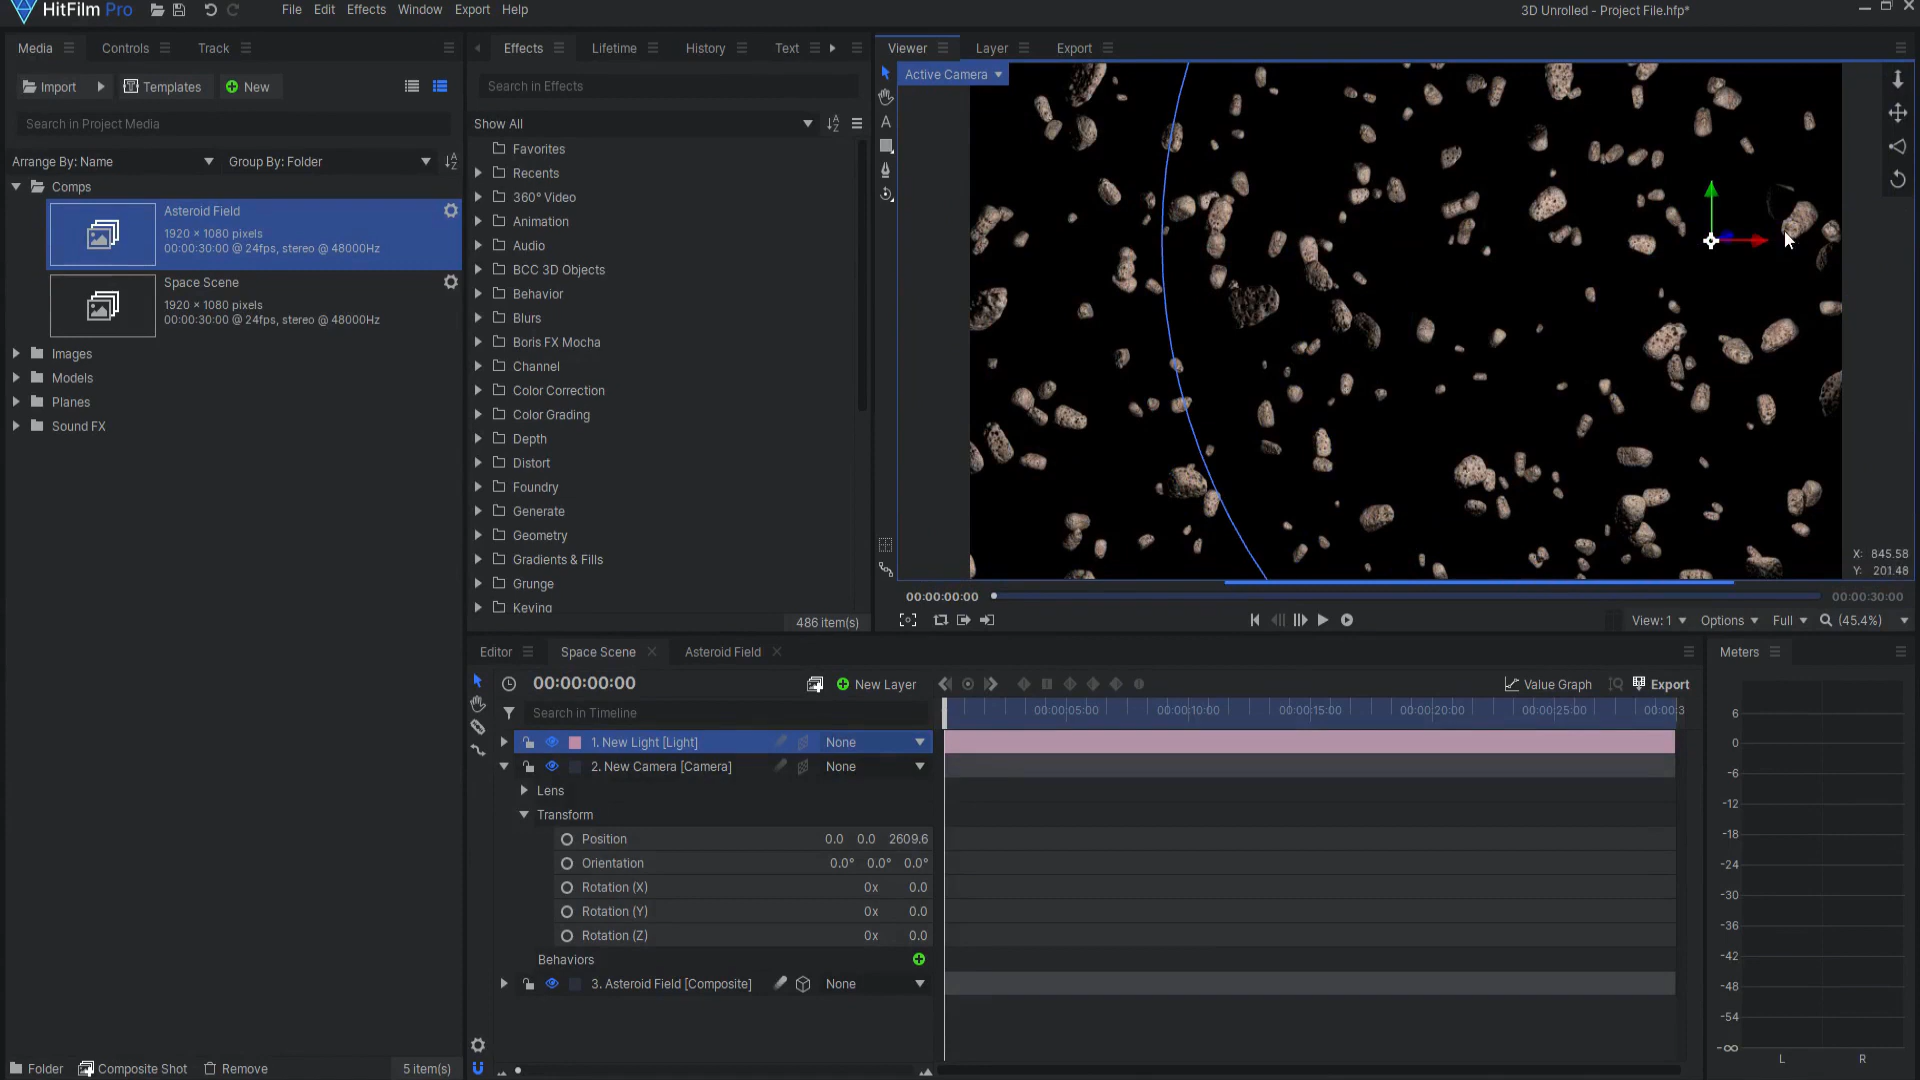 HitFilm Pro
File Edit Effects Window Export Help
3D Unrolled - Project File.hfp*
Media Controls Track
Effects Lifetime History Text
Viewer Layer Export
Import Templates New
Search in Effects
Active Camera
Search in Project Media
Show All
Arrange By: Name Group By: Folder
Favorites
Recents
360° Video
Animation
Audio
BCC 3D Objects
Behavior
Blurs
Boris FX Mocha
Channel
Color Correction
Color Grading
Depth
Distort
Foundry
Generate
Geometry
Gradients & Fills
Grunge
Keying
486 item(s)
Comps
Asteroid Field
1920 × 1080 pixels
00:00:30:00 @ 24fps, stereo @ 48000Hz
Space Scene
1920 × 1080 pixels
00:00:30:00 @ 24fps, stereo @ 48000Hz
Images
Models
Planes
Sound FX
X: 845.58
Y: 201.48
00:00:00:00 00:00:30:00
View: 1 Options Full (45.4%)
Editor Space Scene Asteroid Field
Meters
00:00:00:00 New Layer Value Graph Export
Search in Timeline
00:00:05:00 00:00:10:00 00:00:15:00 00:00:20:00 00:00:25:00 00:00:3
1. New Light [Light] None
2. New Camera [Camera] None
Lens
Transform
Position 0.0 0.0 2609.6
Orientation 0.0° 0.0° 0.0°
Rotation (X) 0x 0.0
Rotation (Y) 0x 0.0
Rotation (Z) 0x 0.0
Behaviors
3. Asteroid Field [Composite] None
6
0
-6
-12
-18
-24
-30
-36
-42
-48
-54
-∞
L R
Folder Composite Shot Remove 5 item(s)